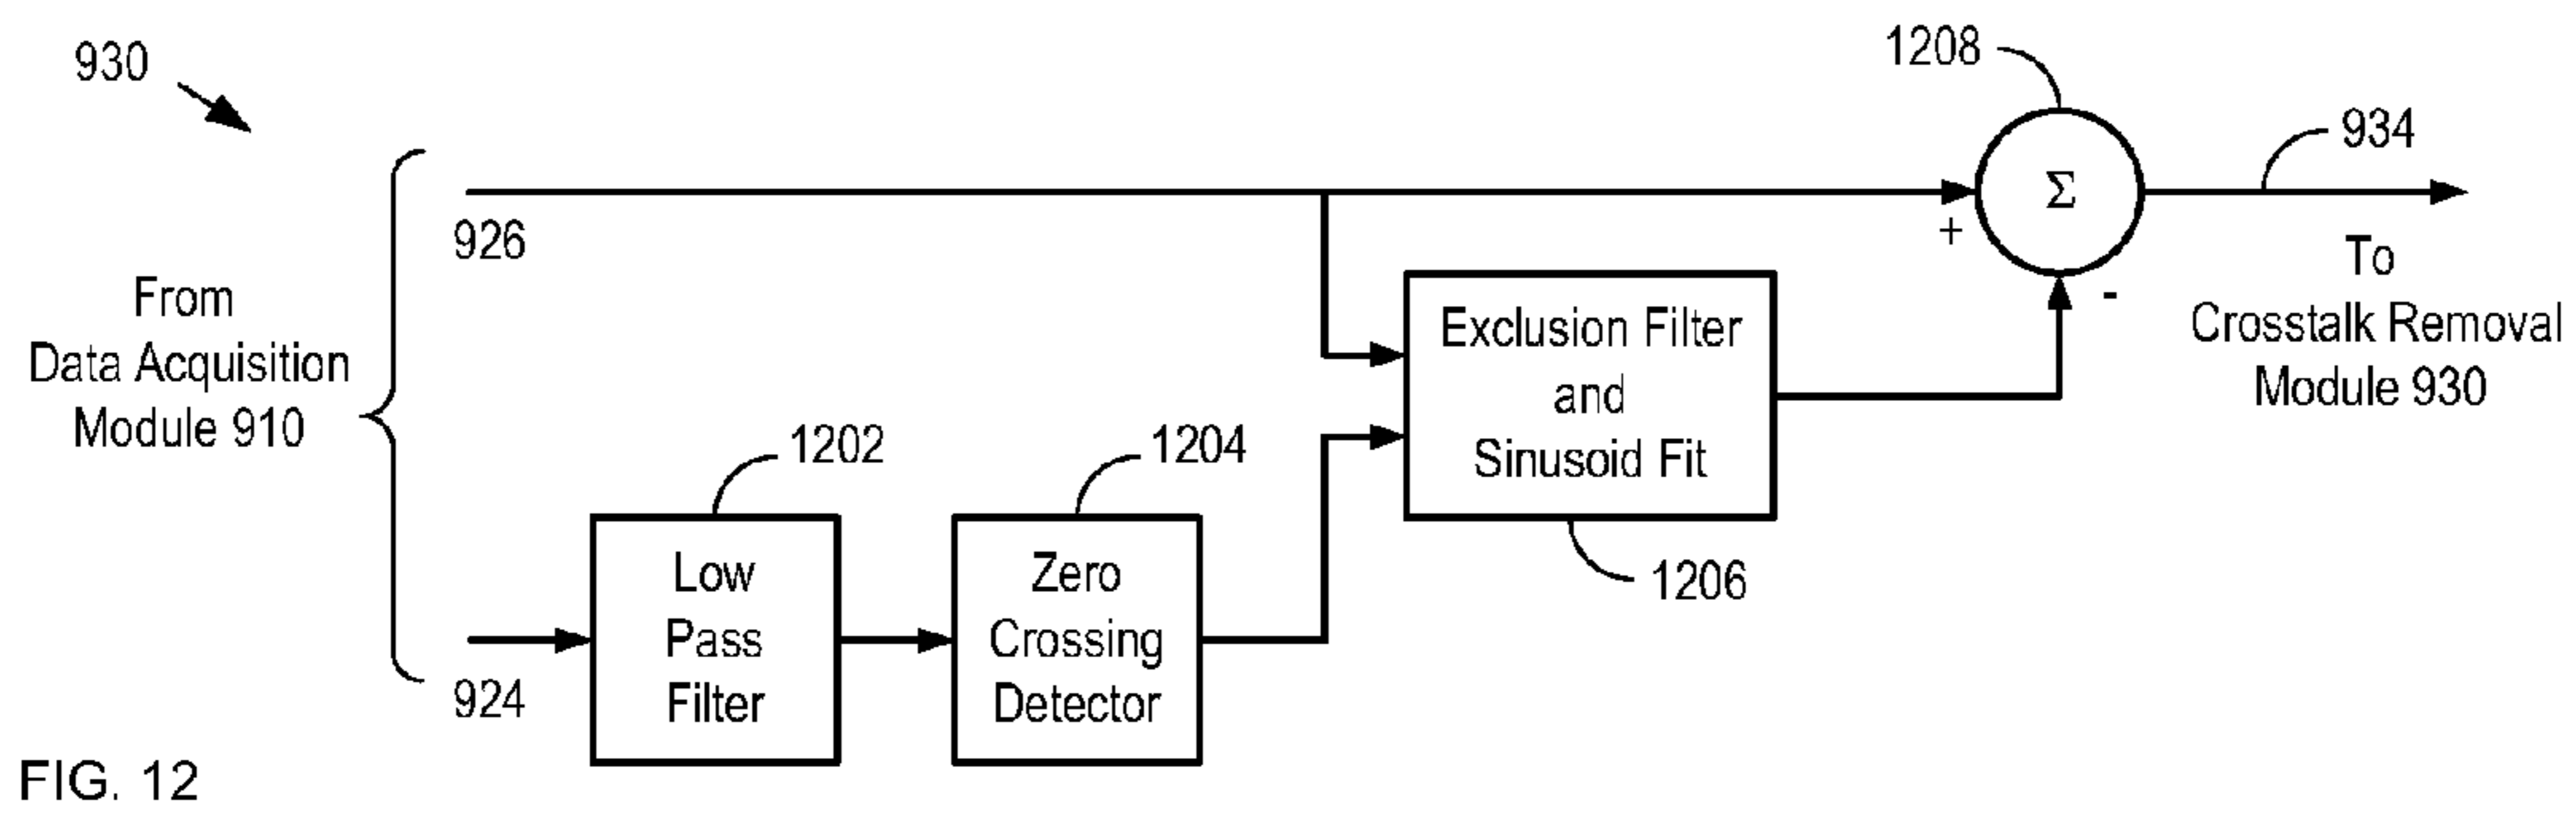 930
1208
934
Σ
+
-
926
From
Data Acquisition
Module 910
To
Crosstalk Removal
Module 930
Exclusion Filter
and
Sinusoid Fit
1202
1204
1206
Low
Pass
Filter
Zero
Crossing
Detector
924
FIG. 12